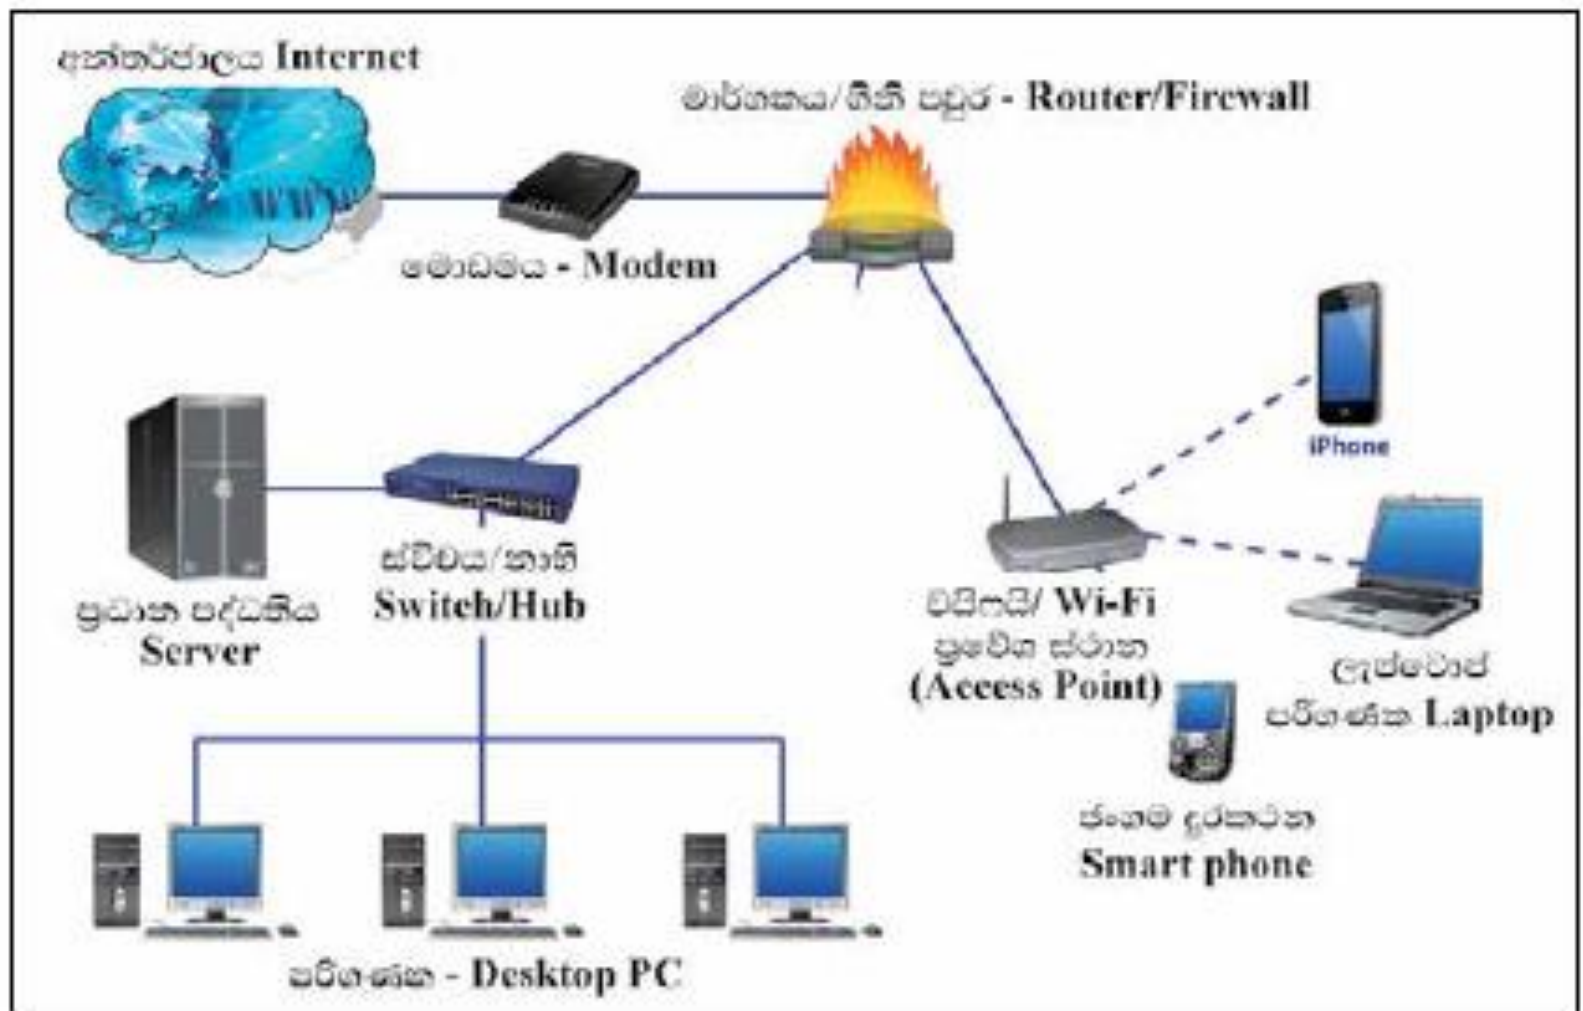 අන්තර්ජාලය Internet
මාර්ගකය/ගිනි පවුර - Router/Firewall
මොඩමය - Modem
iPhone
ස්විචය/නාභි
Switch/Hub
ප්‍රධාන පද්ධතිය
Server
වයිෆයි/ Wi-Fi
ප්‍රවේශ ස්ථාන
(Access Point)
ලැප්ටොප්
පරිගණක Laptop
ජංගම දුරකථන
Smart phone
පරිගණක - Desktop PC